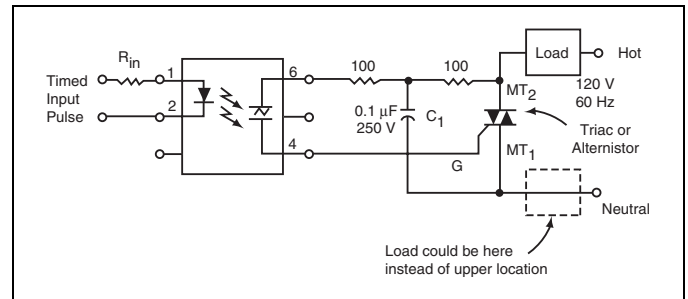 Timed
Input
Pulse
Rin
1
2
6
4
100
100
0.1 μF
250 V
C1
G
MT2
MT1
Load
Hot
120 V
60 Hz
Triac or
Alternistor
Neutral
Load could be here
instead of upper location